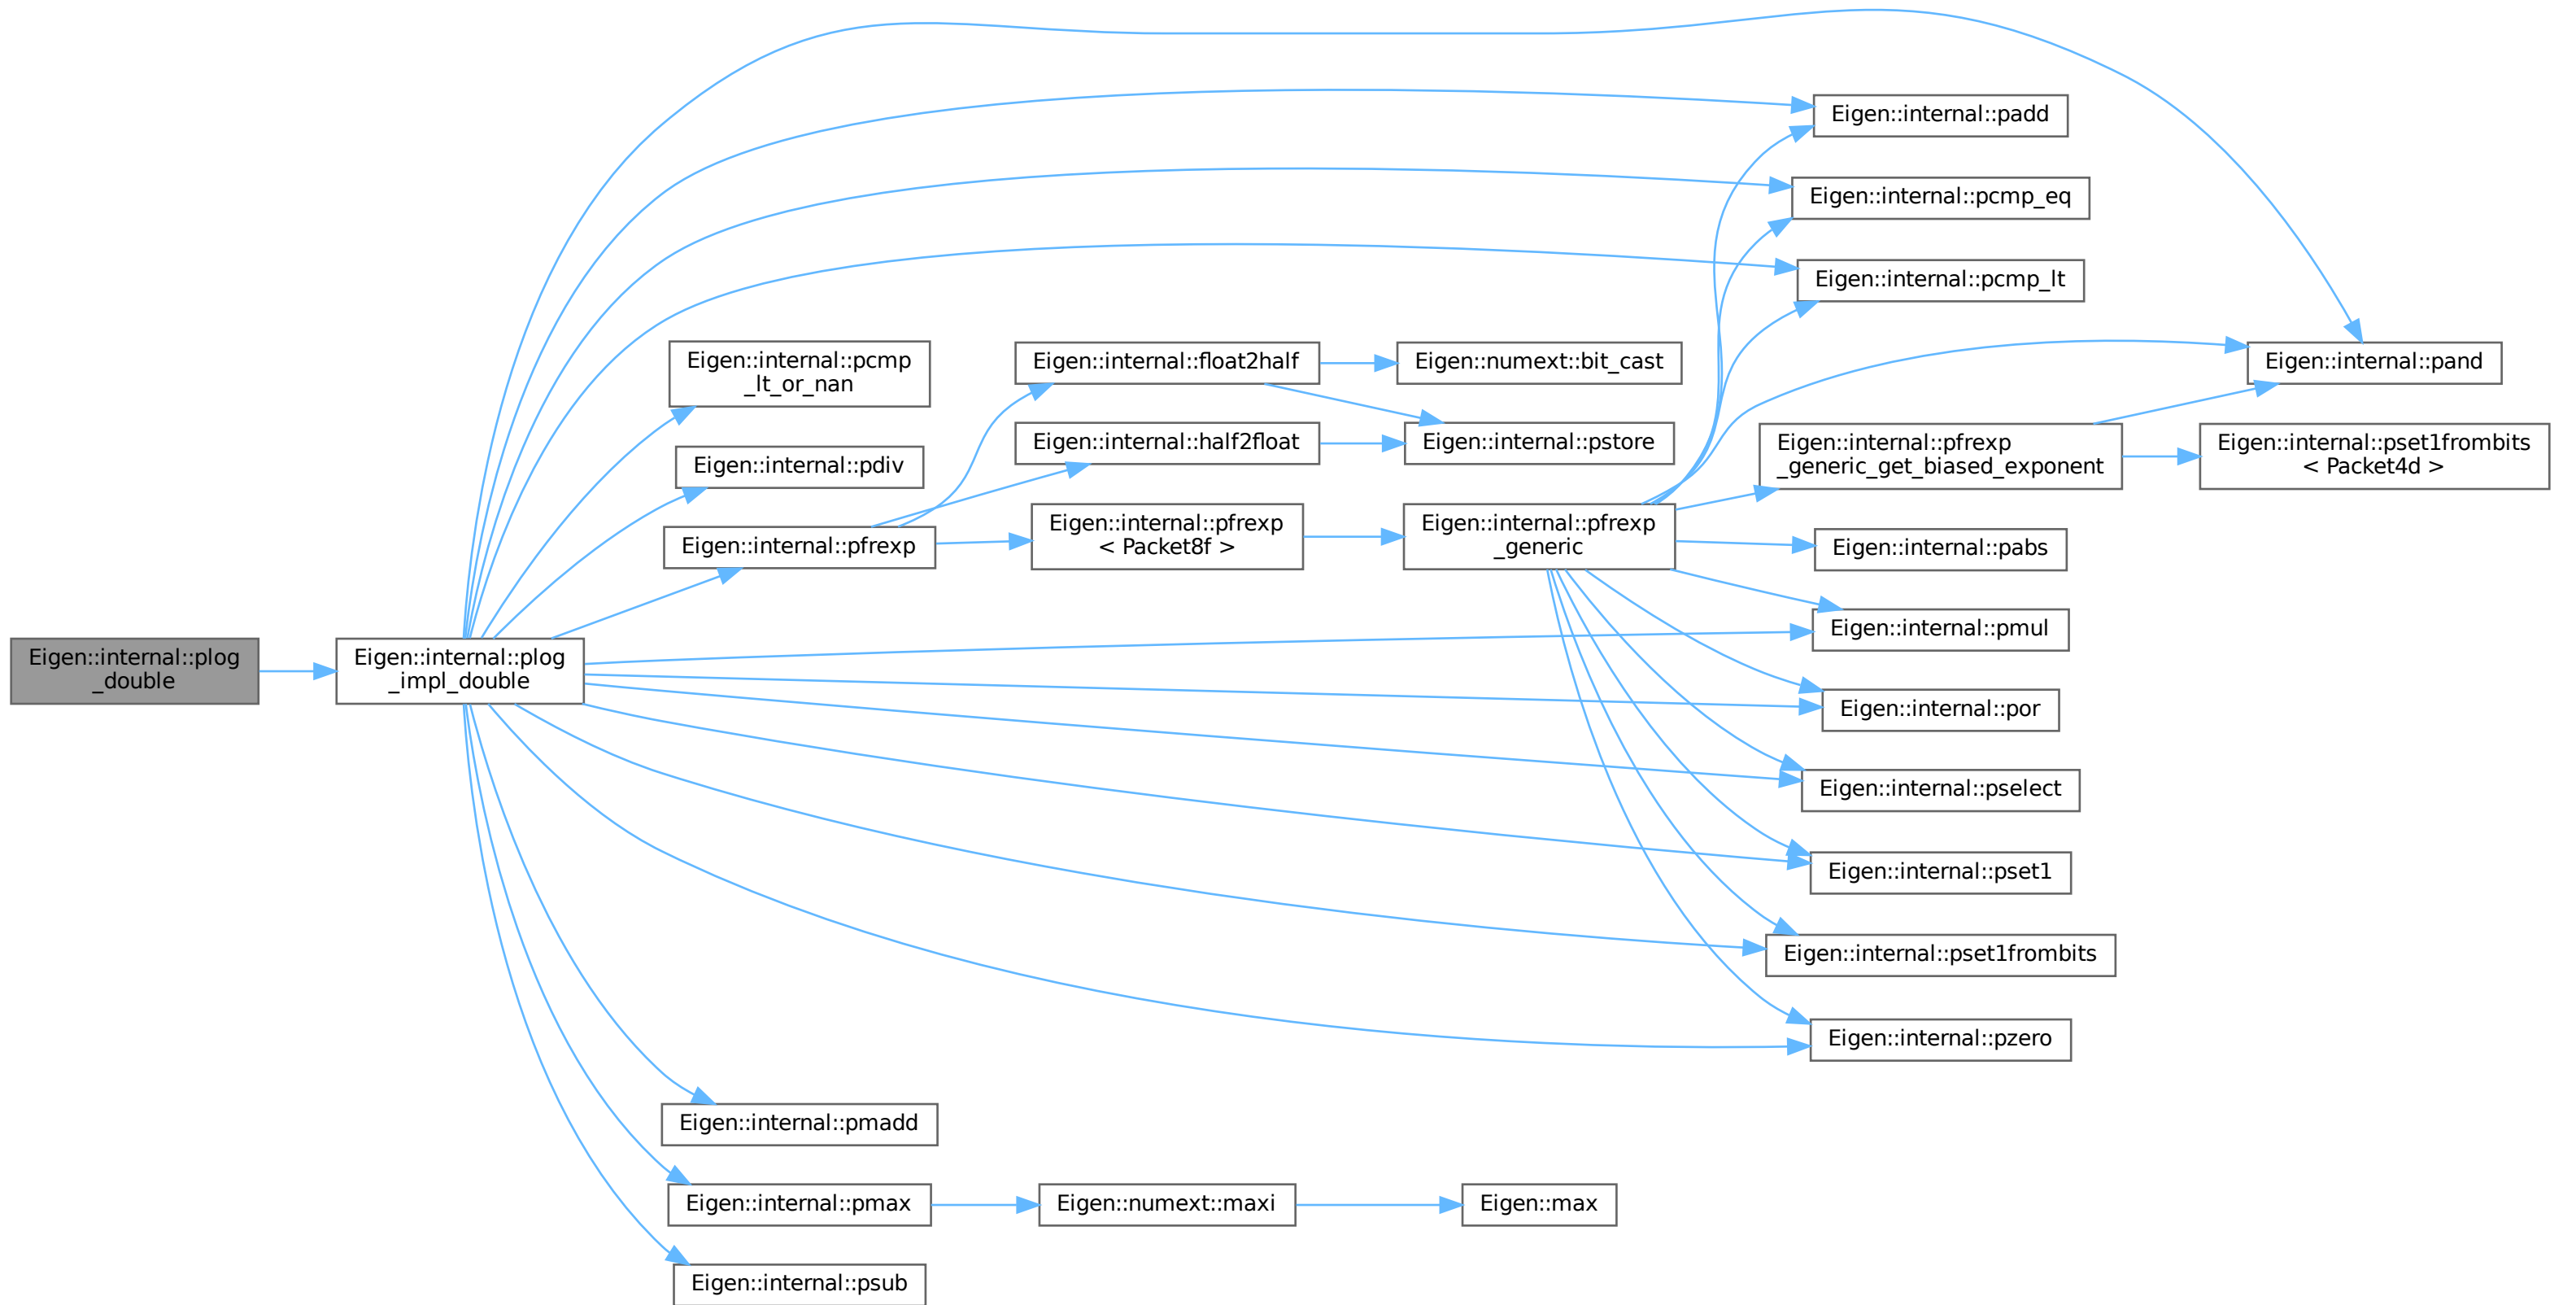 Eigen::internal::padd
Eigen::internal::pcmp_eq
Eigen::internal::pcmp_lt
Eigen::internal::pcmp
_lt_or_nan
Eigen::internal::float2half
Eigen::numext::bit_cast
Eigen::internal::pand
Eigen::internal::half2float
Eigen::internal::pstore
Eigen::internal::pfrexp
_generic_get_biased_exponent
Eigen::internal::pset1frombits
< Packet4d >
Eigen::internal::pdiv
Eigen::internal::pfrexp
Eigen::internal::pfrexp
< Packet8f >
Eigen::internal::pfrexp
_generic
Eigen::internal::pabs
Eigen::internal::pmul
Eigen::internal::plog
_double
Eigen::internal::plog
_impl_double
Eigen::internal::por
Eigen::internal::pselect
Eigen::internal::pset1
Eigen::internal::pset1frombits
Eigen::internal::pzero
Eigen::internal::pmadd
Eigen::internal::pmax
Eigen::numext::maxi
Eigen::max
Eigen::internal::psub